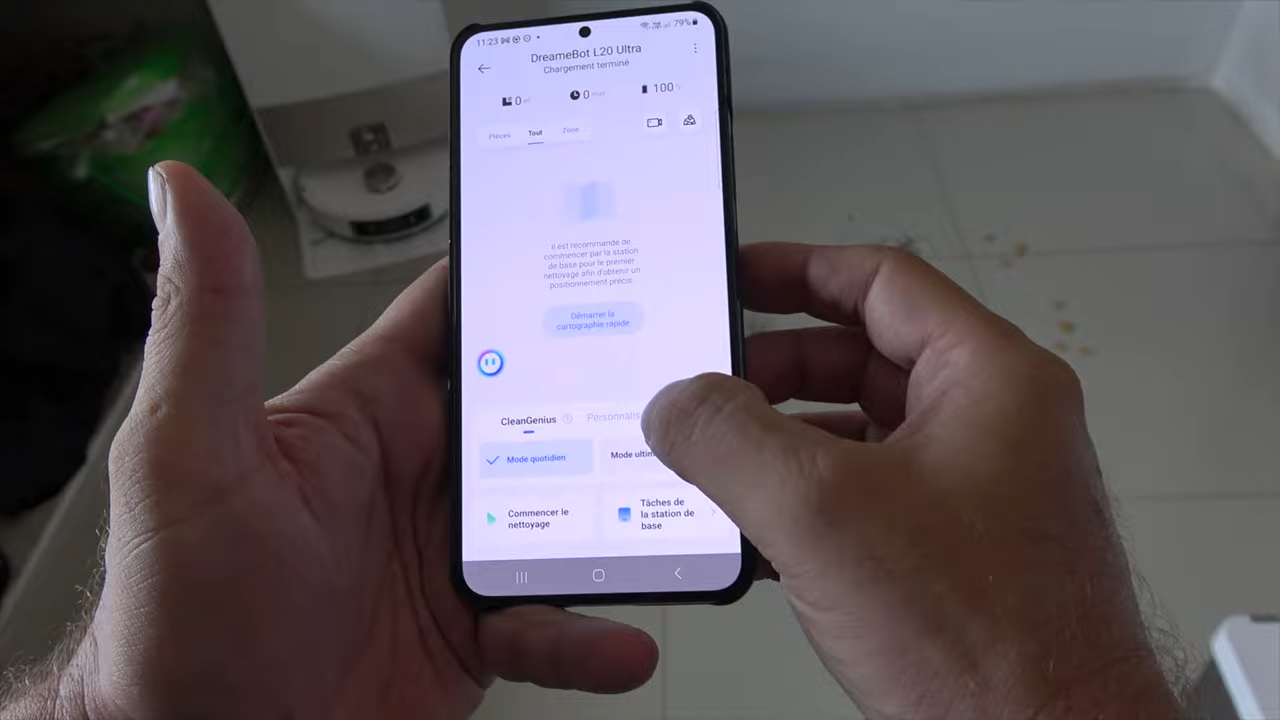 11:23
79%
DreameBot L20 Ultra
Chargement terminé
0 m²
0 min
100 %
Pièces
Tout
Zone
Il est recommandé de
commencer par la station
de base pour le premier
nettoyage afin d'obtenir un
positionnement précis.
Démarrer la
cartographie rapide
CleanGenius
Mode quotidien
Commencer le
nettoyage
Tâches de
la station de
base